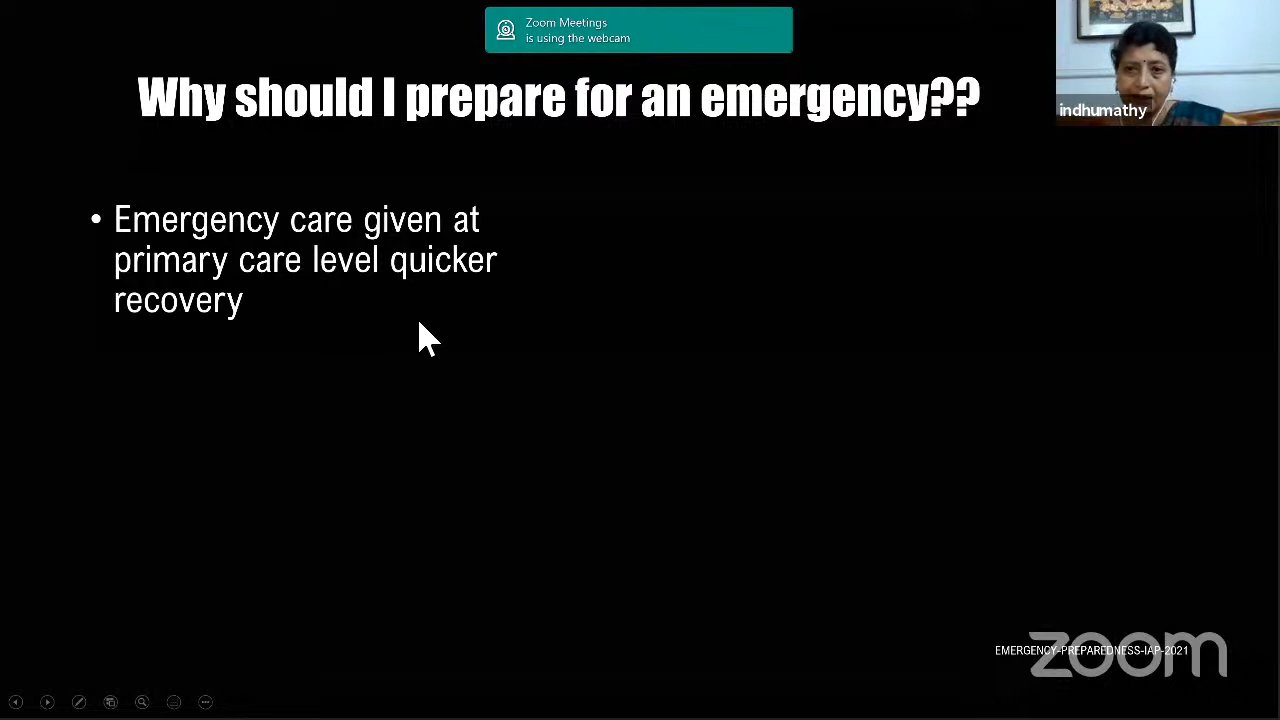 Zoom Meetings
is using the webcam
Why should I prepare for an emergency??
indhumathy
• Emergency care given at
primary care level quicker
recovery
EMERGENCY-PREPAREDNESS-IAP-2021
zoom